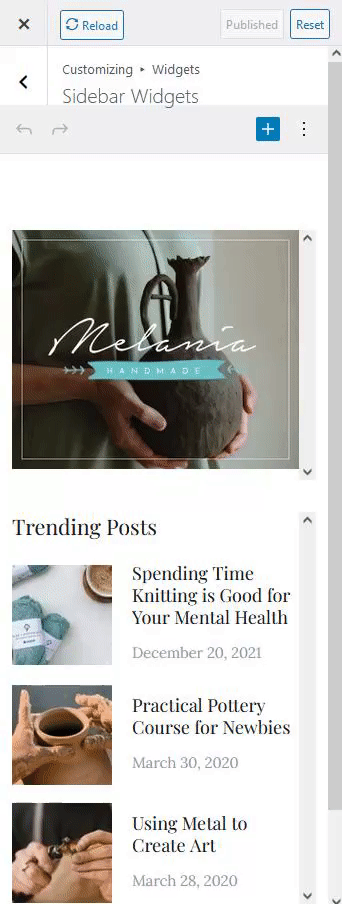 Reload
Published
Reset
Customizing ▸ Widgets
Sidebar Widgets
Melania
HANDMADE
Trending Posts
Spending Time
Knitting is Good for
Your Mental Health
December 20, 2021
Practical Pottery
Course for Newbies
March 30, 2020
Using Metal to
Create Art
March 28, 2020